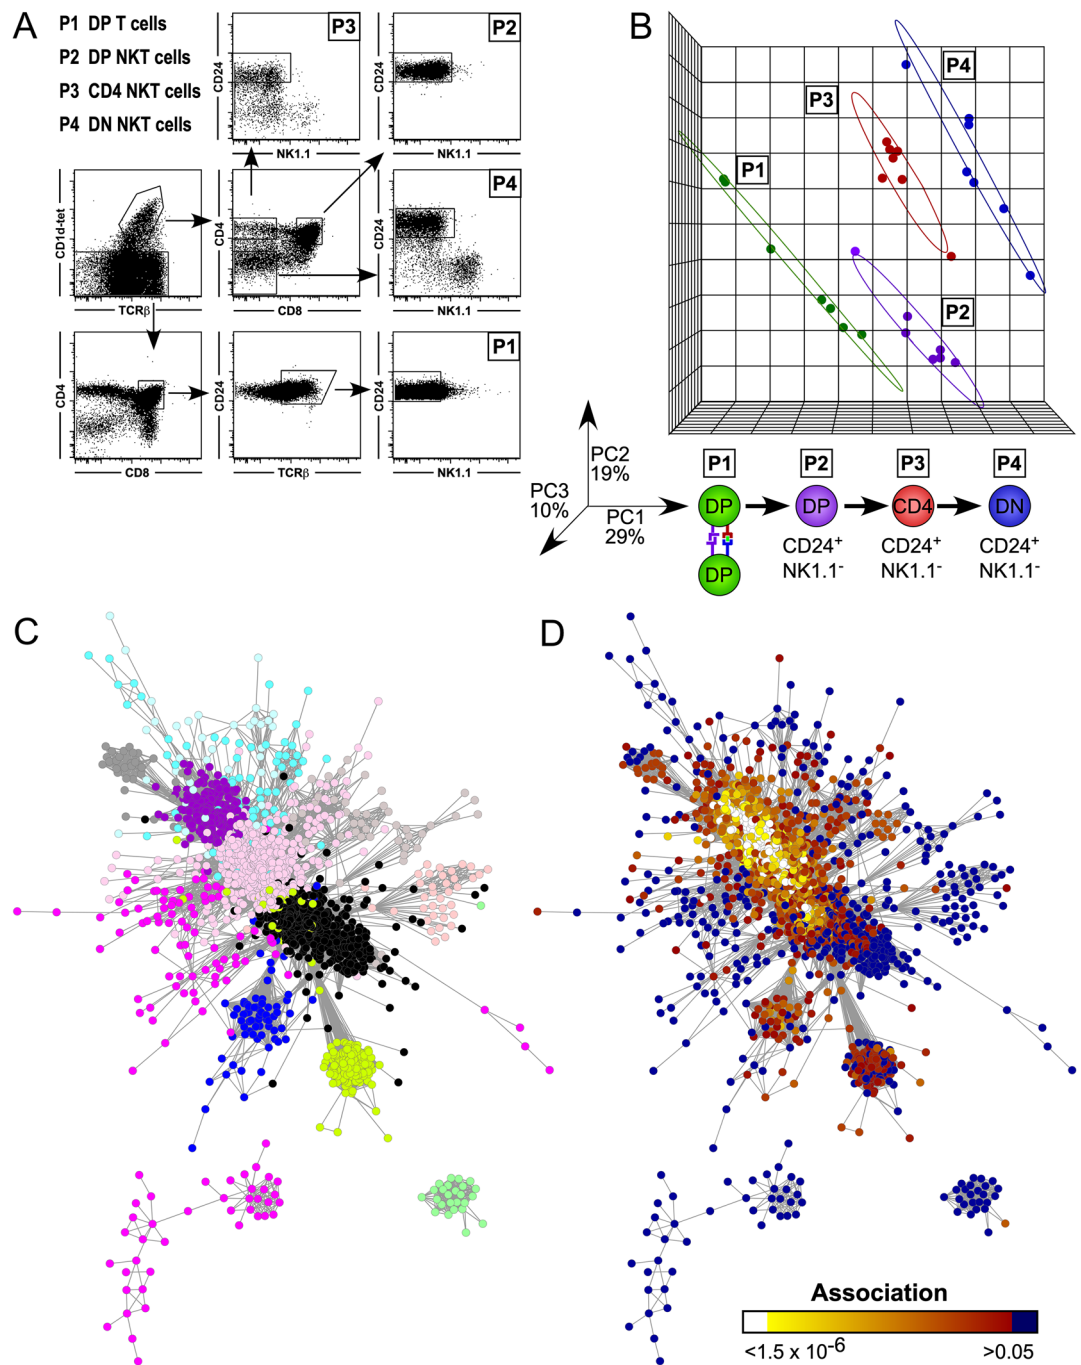 A
P1 DP T cells
P2 DP NKT cells
P3 CD4 NKT cells
P4 DN NKT cells
P3
CD24
NK1.1
P2
CD24
NK1.1
CD1d-tet
TCRβ
CD4
CD8
P4
CD24
NK1.1
CD4
CD8
CD24
TCRβ
P1
CD24
NK1.1
B
P4
P3
P1
P2
PC2
19%
PC3
10%
PC1
29%
P1
P2
P3
P4
DP
DP
CD4
DN
DP
CD24⁺
NK1.1⁻
CD24⁺
NK1.1⁻
CD24⁺
NK1.1⁻
C
D
Association
<1.5 x 10⁻⁶
>0.05